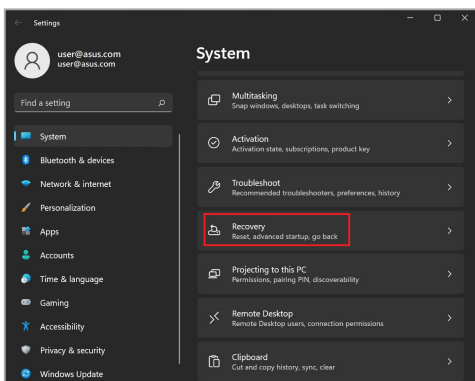 Settings
user@asus.com
user@asus.com
Find a setting
System
Bluetooth & devices
Network & internet
Personalization
Apps
Accounts
Time & language
Gaming
Accessibility
Privacy & security
Windows Update
System
Multitasking
Snap windows, desktops, task switching
Activation
Activation state, subscriptions, product key
Troubleshoot
Recommended troubleshooters, preferences, history
Recovery
Reset, advanced startup, go back
Projecting to this PC
Permissions, pairing PIN, discoverability
Remote Desktop
Remote Desktop users, connection permissions
Clipboard
Cut and copy history, sync, clear